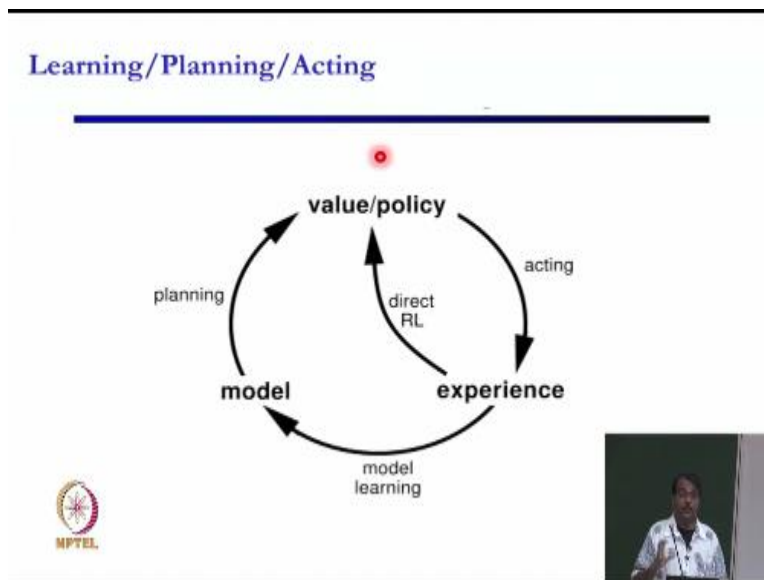 Learning/Planning/Acting
value/policy
acting
planning
direct
RL
model
experience
model
learning
NPTEL